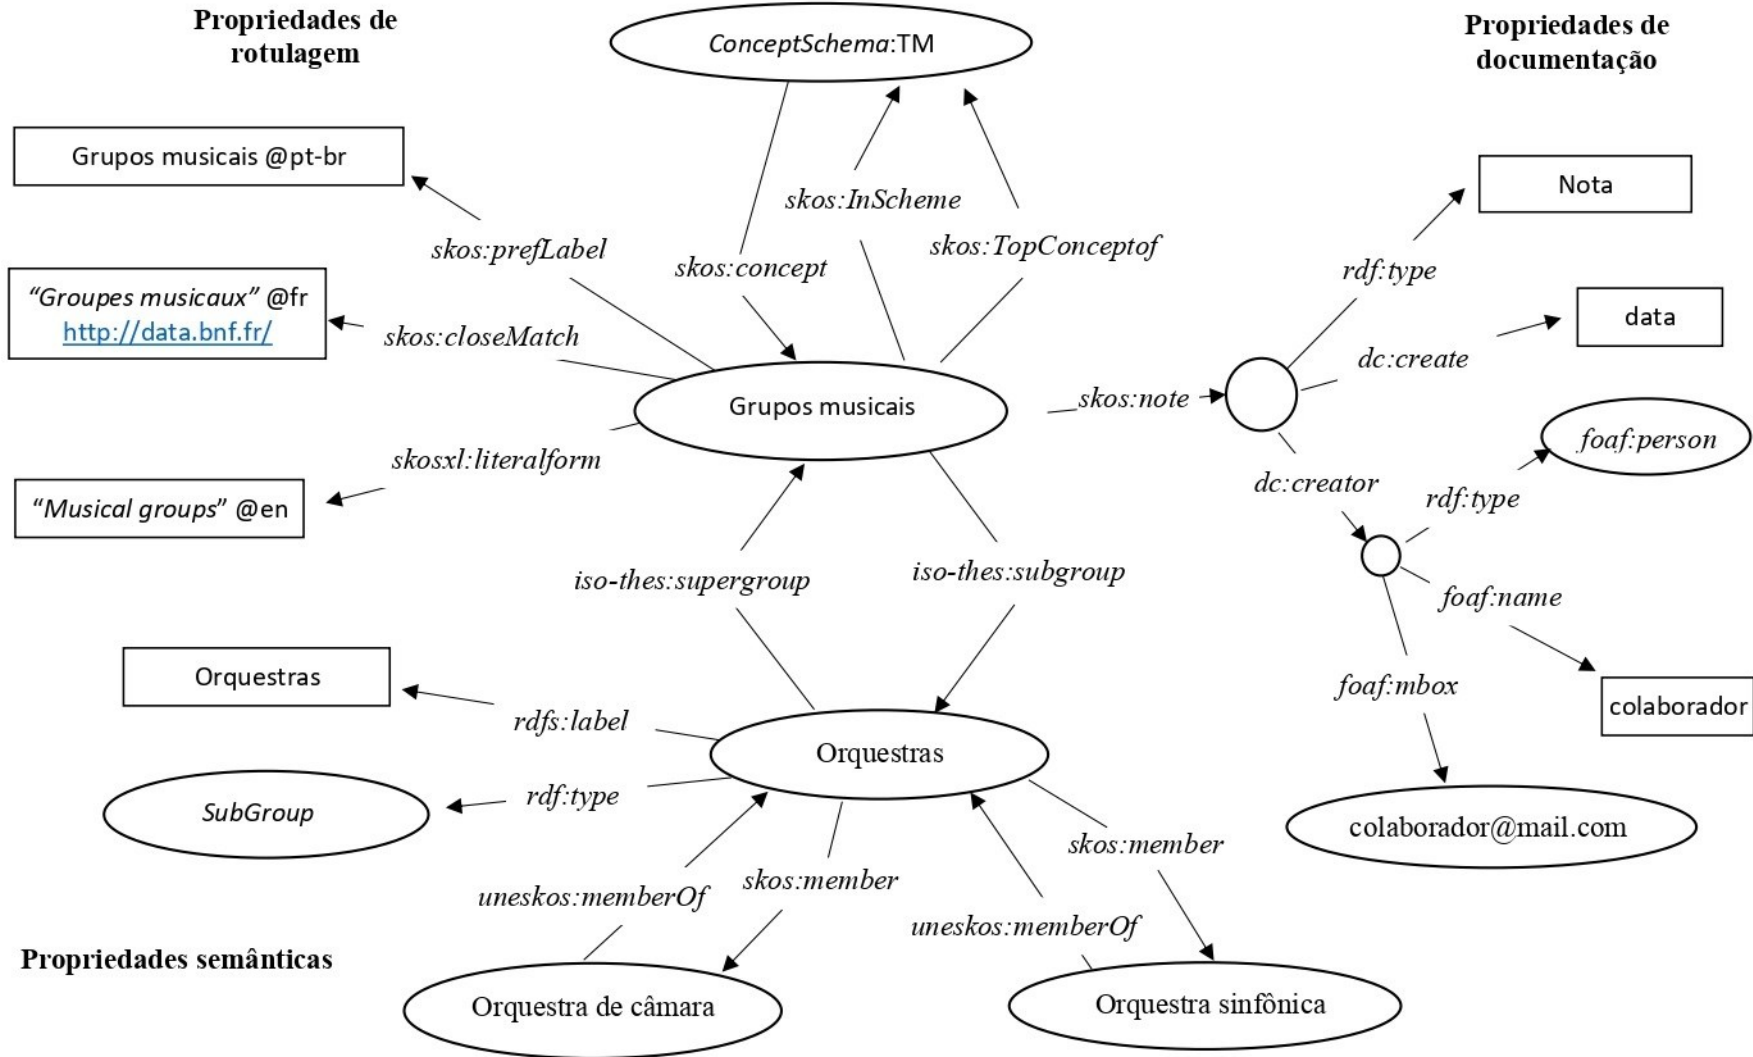 Propriedades de
rotulagem
ConceptSchema:TM
Propriedades de
documentação
Grupos musicais @pt-br
Nota
skos:InScheme
skos:prefLabel
skos:concept
skos:TopConceptof
rdf:type
“Groupes musicaux” @fr
http://data.bnf.fr/
skos:closeMatch
data
dc:create
Grupos musicais
skos:note
foaf:person
skosxl:literalform
dc:creator
rdf:type
“Musical groups” @en
iso-thes:supergroup
iso-thes:subgroup
foaf:name
Orquestras
foaf:mbox
colaborador
rdfs:label
Orquestras
rdf:type
SubGroup
colaborador@mail.com
skos:member
uneskos:memberOf
skos:member
uneskos:memberOf
Propriedades semânticas
Orquestra de câmara
Orquestra sinfônica